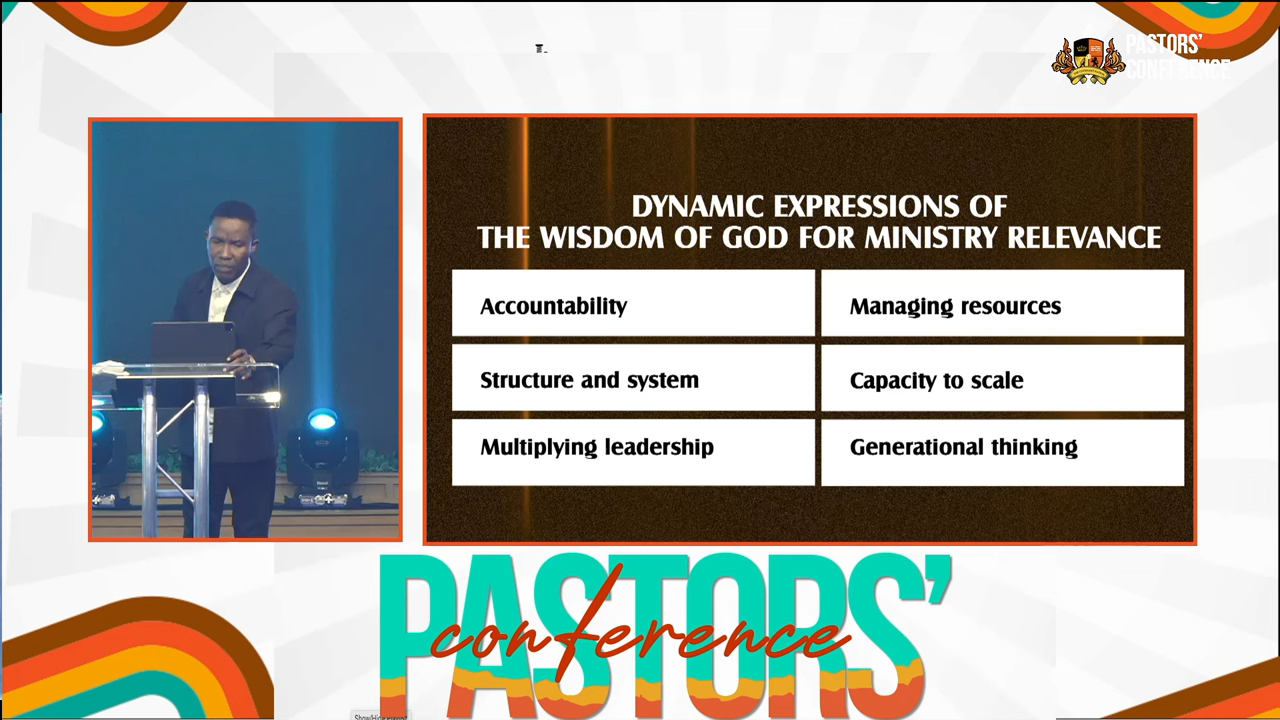 PASTORS'
CONFERENCE
DYNAMIC EXPRESSIONS OF
THE WISDOM OF GOD FOR MINISTRY RELEVANCE
Accountability
Managing resources
Structure and system
Capacity to scale
Multiplying leadership
Generational thinking
PASTORS'
conference